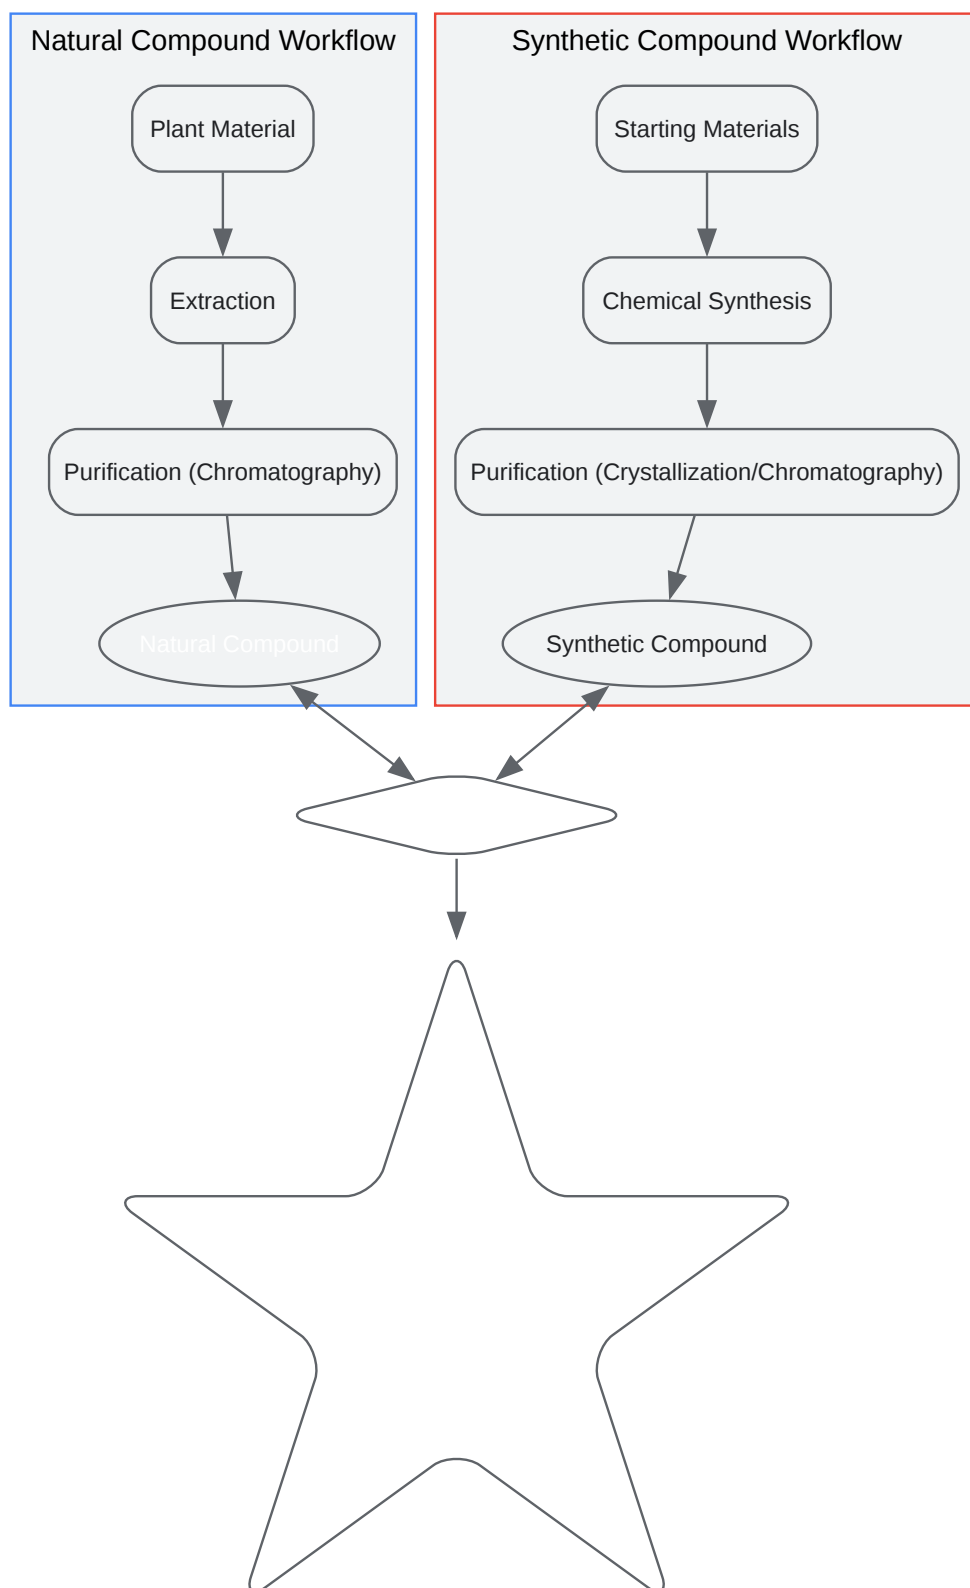 Natural Compound Workflow
Plant Material
Extraction
Purification (Chromatography)
Natural Compound
Synthetic Compound Workflow
Starting Materials
Chemical Synthesis
Purification (Crystallization/Chromatography)
Synthetic Compound